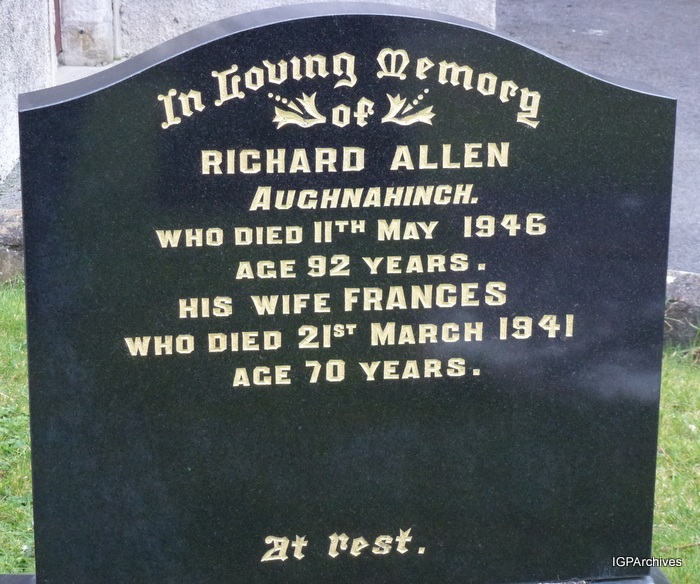 In Loving Memory
of
RICHARD ALLEN
AUGHNAHINCH.
WHO DIED 11TH MAY 1946
AGE 92 YEARS.
HIS WIFE FRANCES
WHO DIED 21ST MARCH 1941
AGE 70 YEARS.
At rest.
IGPArchives